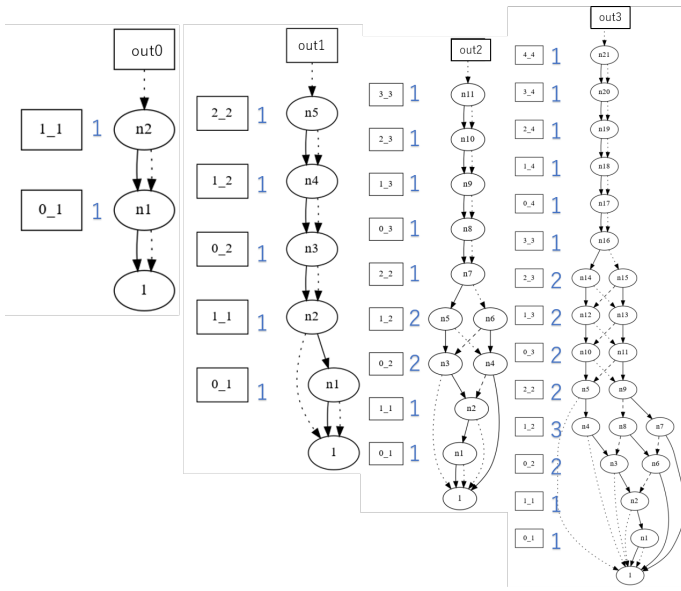 out0
1_1 1 n2
0_1 1 n1
1
out1
2_2 1 n5
1_2 1 n4
0_2 1 n3
1_1 1 n2
0_1 1 n1
1
out2
3_3 1 n11
2_3 1 n10
1_3 1 n9
0_3 1 n8
2_2 1 n7
1_2 2 n5 n6
0_2 2 n3 n4
1_1 1 n2
0_1 1 n1
1
out3
4_4 1 n21
3_4 1 n20
2_4 1 n19
1_4 1 n18
0_4 1 n17
3_3 1 n16
2_3 2 n14 n15
1_3 2 n12 n13
0_3 2 n10 n11
2_2 2 n5 n9
1_2 3 n4 n8 n7
0_2 2 n3 n6
1_1 1 n2
0_1 1 n1
1